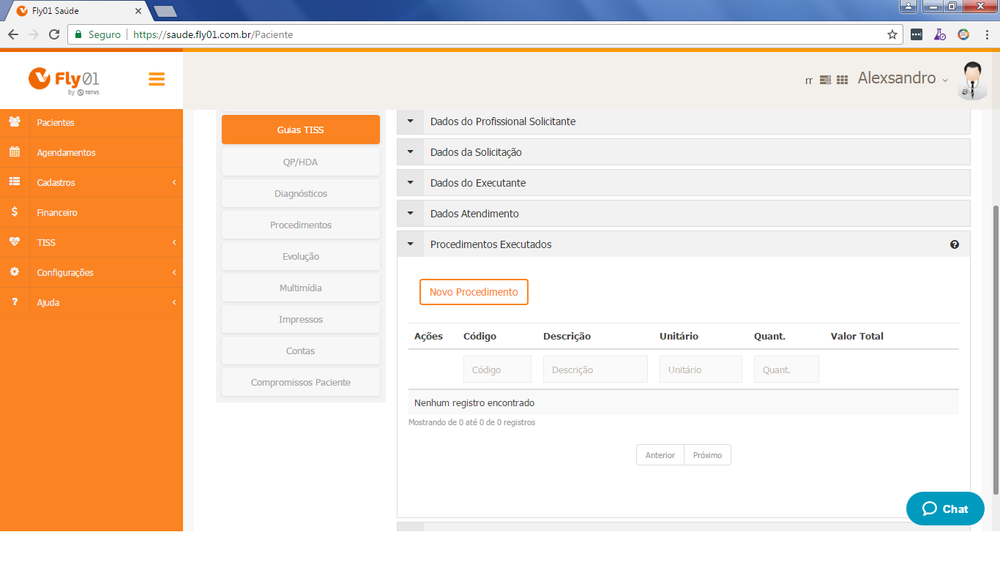 Fly01 Saúde
Seguro
https://saude.fly01.com.br/Paciente
Fly01
by TOTVS
rr
Alexsandro
Pacientes
Agendamentos
Cadastros
Financeiro
TISS
Configurações
Ajuda
Guias TISS
QP/HDA
Diagnósticos
Procedimentos
Evolução
Multimídia
Impressos
Contas
Compromissos Paciente
Dados do Profissional Solicitante
Dados da Solicitação
Dados do Executante
Dados Atendimento
Procedimentos Executados
Novo Procedimento
Ações Código Descrição Unitário Quant. Valor Total
Código Descrição Unitário Quant.
Nenhum registro encontrado
Mostrando de 0 até 0 de 0 registros
Anterior Próximo
Chat